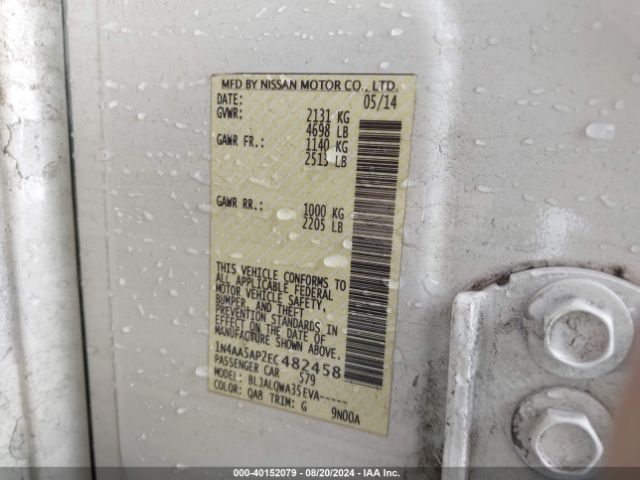 MFD BY NISSAN MOTOR CO., LTD.
DATE: 05/14
GVWR: 2131 KG
4698 LB
GAWR FR.: 1140 KG
2513 LB
GAWR RR.: 1000 KG
2205 LB
THIS VEHICLE CONFORMS TO
ALL APPLICABLE FEDERAL
MOTOR VEHICLE SAFETY,
BUMPER, AND THEFT
PREVENTION STANDARDS IN
EFFECT ON THE DATE OF
MANUFACTURE SHOWN ABOVE.
1N4AA5AP2EC482458
PASSENGER CAR 579
MODEL: BLJALQWA35EVA-----
COLOR: QAB TRIM: G 9N00A
000-40152079 - 08/20/2024 - IAA Inc.